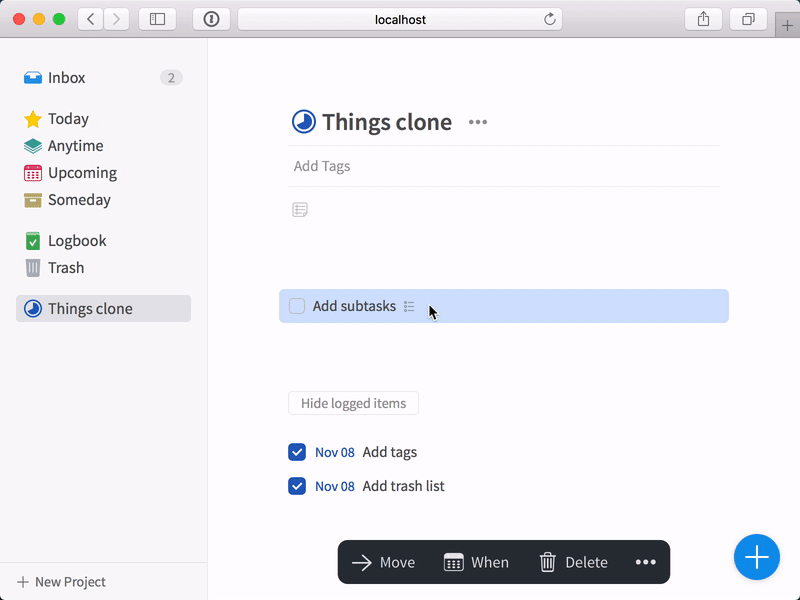 localhost
Inbox 2
Today
Anytime
Upcoming
Someday
Logbook
Trash
Things clone
New Project
Things clone •••
Add Tags
Add subtasks
Hide logged items
Nov 08 Add tags
Nov 08 Add trash list
Move When Delete •••